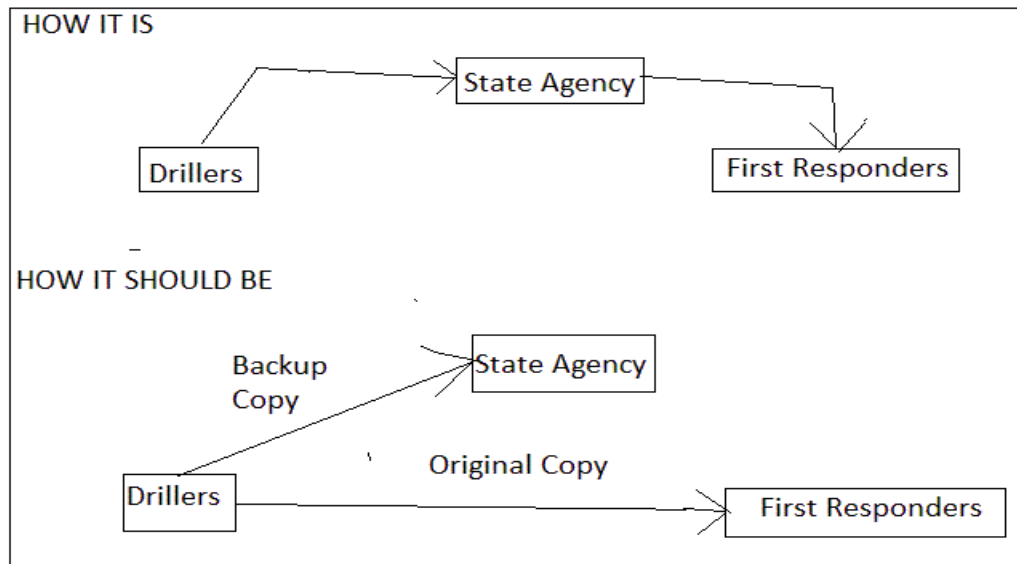 HOW IT IS
State Agency
Drillers
First Responders
HOW IT SHOULD BE
State Agency
Backup
Copy
Original Copy
Drillers
First Responders